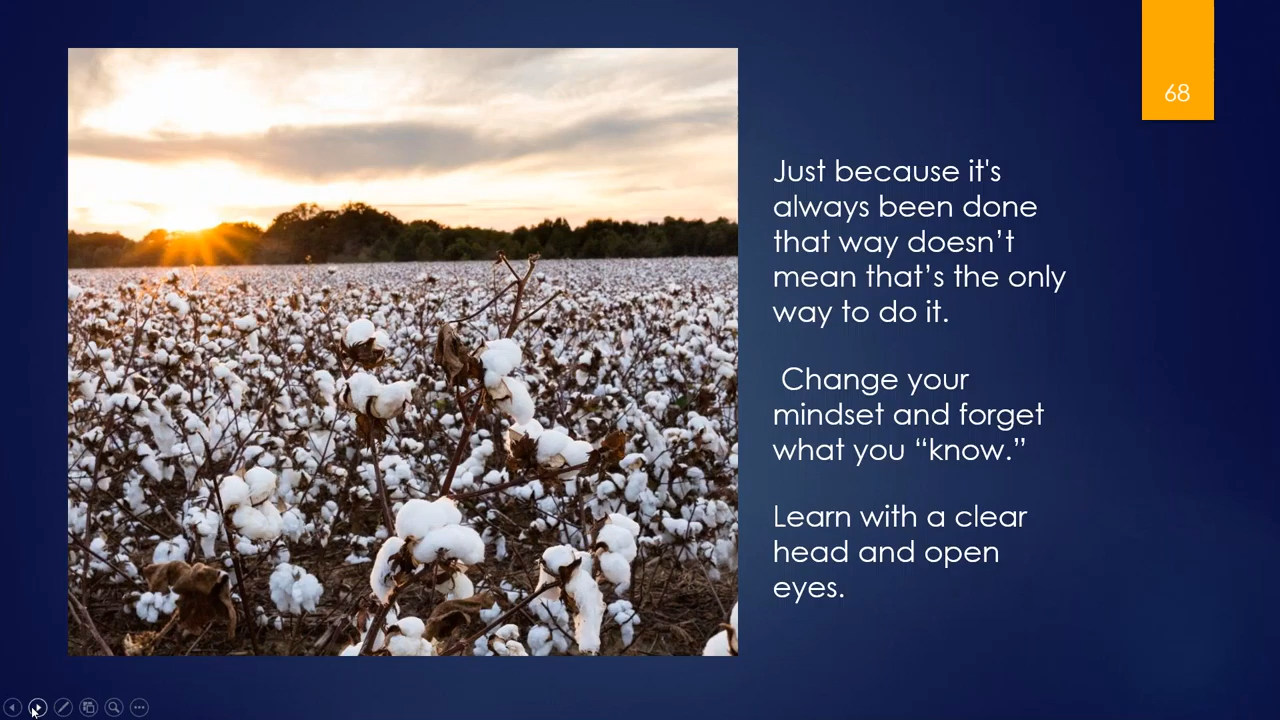 68
Just because it's
always been done
that way doesn’t
mean that’s the only
way to do it.
Change your
mindset and forget
what you “know.”
Learn with a clear
head and open
eyes.